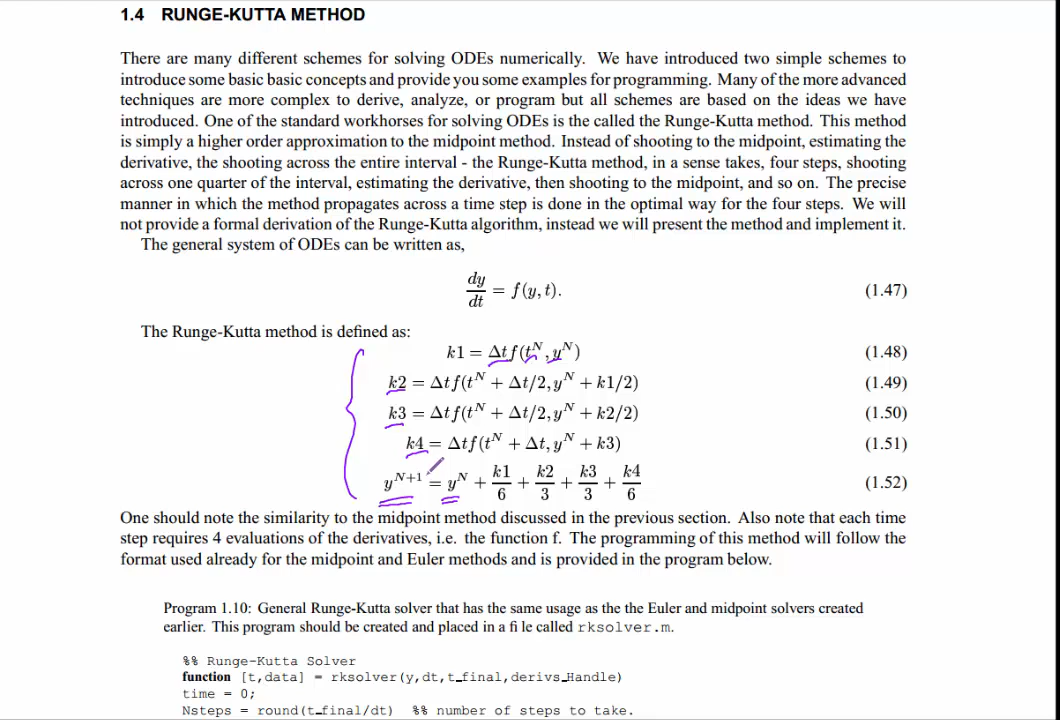 1.4 RUNGE-KUTTA METHOD
There are many different schemes for solving ODEs numerically. We have introduced two simple schemes to
introduce some basic basic concepts and provide you some examples for programming. Many of the more advanced
techniques are more complex to derive, analyze, or program but all schemes are based on the ideas we have
introduced. One of the standard workhorses for solving ODEs is the called the Runge-Kutta method. This method
is simply a higher order approximation to the midpoint method. Instead of shooting to the midpoint, estimating the
derivative, the shooting across the entire interval - the Runge-Kutta method, in a sense takes, four steps, shooting
across one quarter of the interval, estimating the derivative, then shooting to the midpoint, and so on. The precise
manner in which the method propagates across a time step is done in the optimal way for the four steps. We will
not provide a formal derivation of the Runge-Kutta algorithm, instead we will present the method and implement it.
The general system of ODEs can be written as,
dy/dt = f(y, t). (1.47)
The Runge-Kutta method is defined as:
k1 = Δtf(t^N, y^N) (1.48)
k2 = Δtf(t^N + Δt/2, y^N + k1/2) (1.49)
k3 = Δtf(t^N + Δt/2, y^N + k2/2) (1.50)
k4 = Δtf(t^N + Δt, y^N + k3) (1.51)
y^{N+1} = y^N + k1/6 + k2/3 + k3/3 + k4/6 (1.52)
One should note the similarity to the midpoint method discussed in the previous section. Also note that each time
step requires 4 evaluations of the derivatives, i.e. the function f. The programming of this method will follow the
format used already for the midpoint and Euler methods and is provided in the program below.
Program 1.10: General Runge-Kutta solver that has the same usage as the the Euler and midpoint solvers created
earlier. This program should be created and placed in a fi le called rksolver.m.
%% Runge-Kutta Solver
function [t,data] = rksolver(y,dt,t_final,derivs_Handle)
time = 0;
Nsteps = round(t_final/dt) %% number of steps to take.